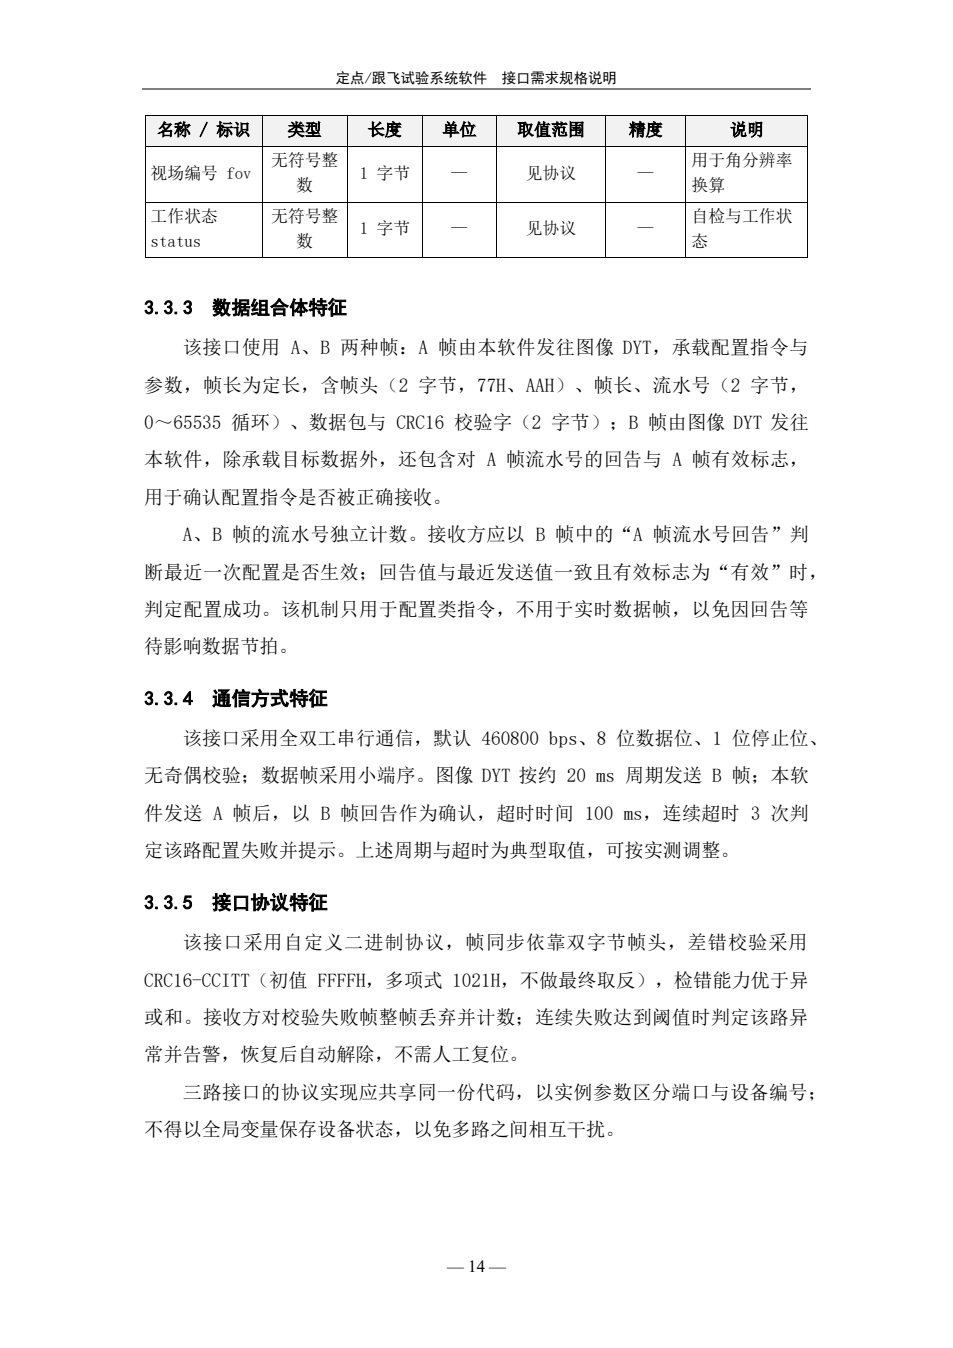 定点/跟飞试验系统软件　接口需求规格说明
名称 / 标识 类型 长度 单位 取值范围 精度 说明
视场编号 fov 无符号整数 1 字节 — 见协议 — 用于角分辨率换算
工作状态 status 无符号整数 1 字节 — 见协议 — 自检与工作状态
3.3.3 数据组合体特征
该接口使用 A、B 两种帧：A 帧由本软件发往图像 DYT，承载配置指令与
参数，帧长为定长，含帧头（2 字节，77H、AAH）、帧长、流水号（2 字节，
0～65535 循环）、数据包与 CRC16 校验字（2 字节）；B 帧由图像 DYT 发往
本软件，除承载目标数据外，还包含对 A 帧流水号的回告与 A 帧有效标志，
用于确认配置指令是否被正确接收。
A、B 帧的流水号独立计数。接收方应以 B 帧中的“A 帧流水号回告”判
断最近一次配置是否生效；回告值与最近发送值一致且有效标志为“有效”时，
判定配置成功。该机制只用于配置类指令，不用于实时数据帧，以免因回告等
待影响数据节拍。
3.3.4 通信方式特征
该接口采用全双工串行通信，默认 460800 bps、8 位数据位、1 位停止位、
无奇偶校验；数据帧采用小端序。图像 DYT 按约 20 ms 周期发送 B 帧；本软
件发送 A 帧后，以 B 帧回告作为确认，超时时间 100 ms，连续超时 3 次判
定该路配置失败并提示。上述周期与超时为典型取值，可按实测调整。
3.3.5 接口协议特征
该接口采用自定义二进制协议，帧同步依靠双字节帧头，差错校验采用
CRC16-CCITT（初值 FFFFH，多项式 1021H，不做最终取反），检错能力优于异
或和。接收方对校验失败帧整帧丢弃并计数；连续失败达到阈值时判定该路异
常并告警，恢复后自动解除，不需人工复位。
三路接口的协议实现应共享同一份代码，以实例参数区分端口与设备编号；
不得以全局变量保存设备状态，以免多路之间相互干扰。
— 14 —